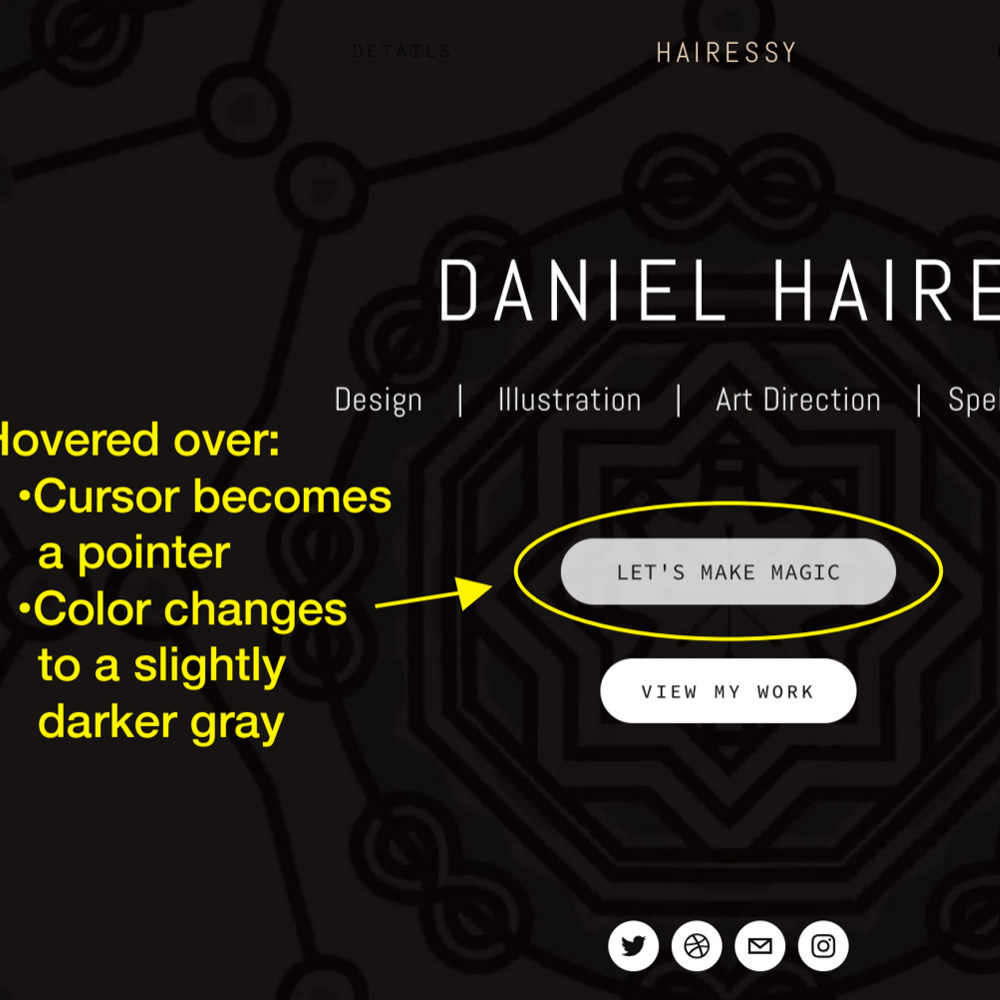 DETAILS
HAIRESSY
DANIEL HAIRE
Design | Illustration | Art Direction | Spel
Hovered over:
•Cursor becomes
a pointer
•Color changes
to a slightly
darker gray
LET'S MAKE MAGIC
VIEW MY WORK